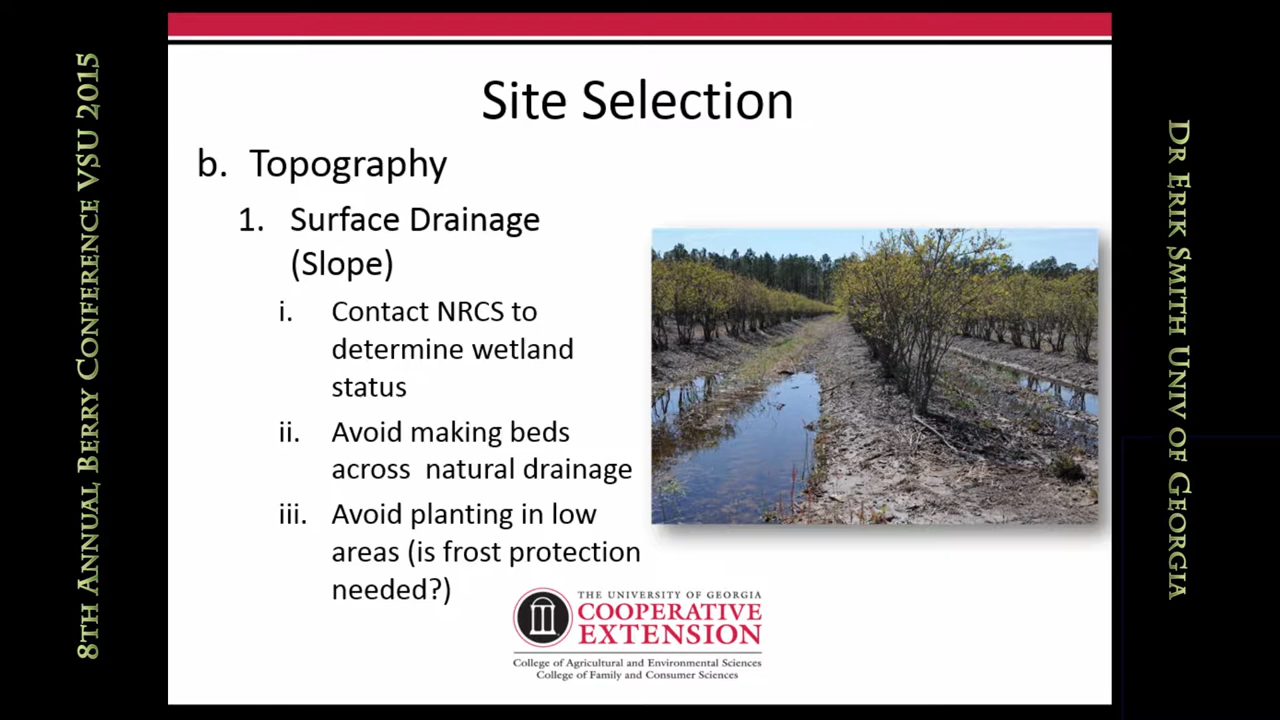 8TH ANNUAL BERRY CONFERENCE VSU 2015
Site Selection
b. Topography
1. Surface Drainage
(Slope)
i. Contact NRCS to
determine wetland
status
ii. Avoid making beds
across natural drainage
iii. Avoid planting in low
areas (is frost protection
needed?)
THE UNIVERSITY OF GEORGIA
COOPERATIVE
EXTENSION
College of Agricultural and Environmental Sciences
College of Family and Consumer Sciences
DR ERIK SMITH UNIV OF GEORGIA